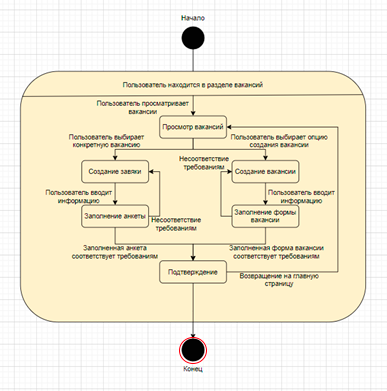 Начало
Пользователь находится в разделе вакансий
Пользователь просматривает
вакансии
Просмотр вакансий
Пользователь выбирает
конкретную вакансию
Пользователь выбирает опцию
создания вакансии
Несоответствие
требованиям
Создание завяки
Создание вакансии
Пользователь вводит
информацию
Пользователь вводит
информацию
Заполнение анкеты
Несоответствие
требованиям
Заполнение формы
вакансии
Заполненная анкета
соответствует требованиям
Заполненная форма вакансии
соответствует требованиям
Подтверждение
Возвращение на главную
страницу
Конец